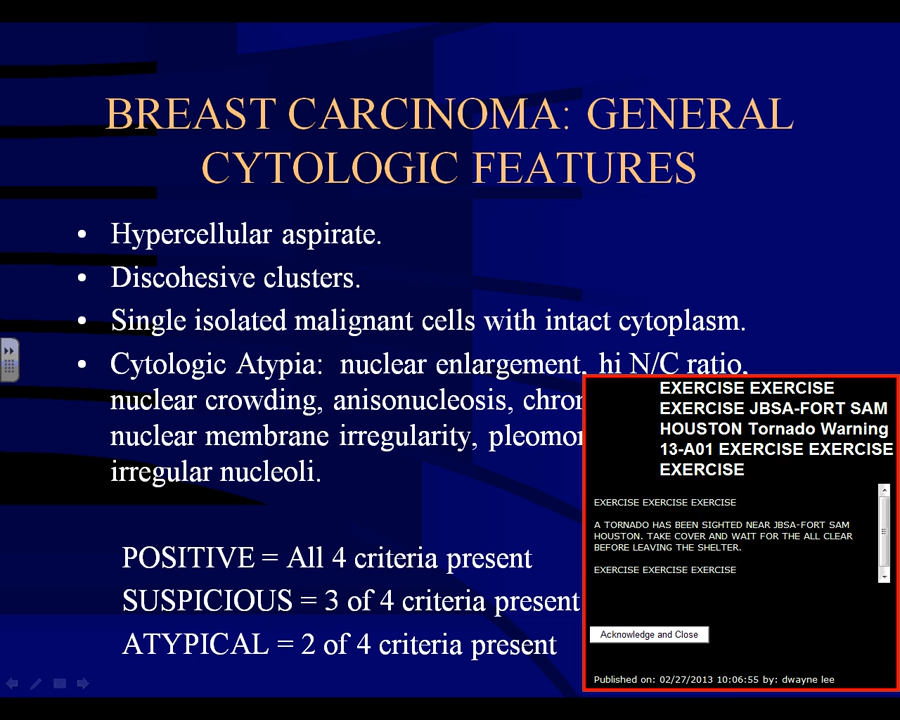 BREAST CARCINOMA: GENERAL
CYTOLOGIC FEATURES
• Hypercellular aspirate.
• Discohesive clusters.
• Single isolated malignant cells with intact cytoplasm.
• Cytologic Atypia: nuclear enlargement, hi N/C ratio,
nuclear crowding, anisonucleosis,
nuclear membrane irregularity,
irregular nucleoli.
POSITIVE = All 4 criteria present
SUSPICIOUS = 3 of 4 criteria present
ATYPICAL = 2 of 4 criteria present
EXERCISE EXERCISE
EXERCISE JBSA-FORT SAM
HOUSTON Tornado Warning
13-A01 EXERCISE EXERCISE
EXERCISE
EXERCISE EXERCISE EXERCISE
A TORNADO HAS BEEN SIGHTED NEAR JBSA-FORT SAM
HOUSTON. TAKE COVER AND WAIT FOR THE ALL CLEAR
BEFORE LEAVING THE SHELTER.
EXERCISE EXERCISE EXERCISE
Acknowledge and Close
Published on: 02/27/2013 10:06:55 by: dwayne lee